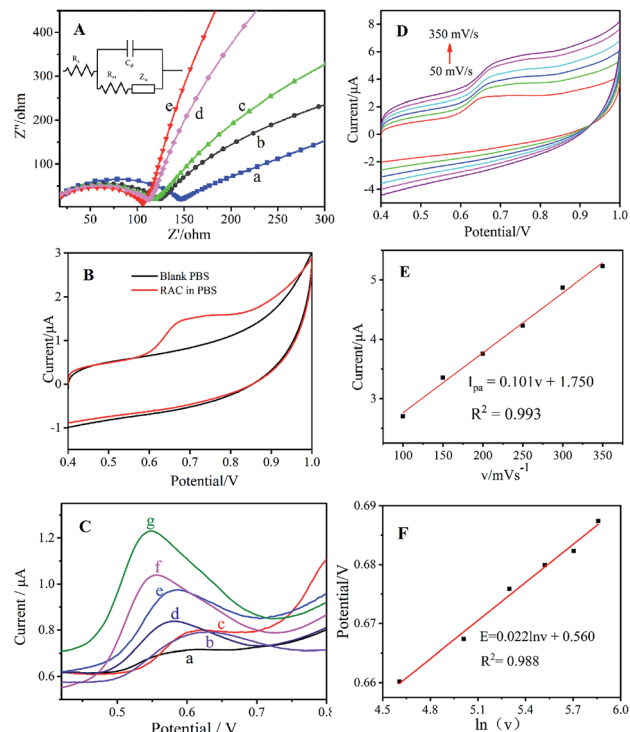 A
400
300
200
100
Z''/ohm
50
100
150
200
250
300
Z'/ohm
Rs
Cd
Zw
e
d
c
b
a
B
3
2
1
0
-1
Current/μA
Blank PBS
RAC in PBS
0.4
0.5
0.6
0.7
0.8
0.9
1.0
Potential/V
C
1.2
1.0
0.8
0.6
Current / μA
g
f
e
d
c
b
a
0.5
0.6
0.7
0.8
Potential / V
D
8
6
4
2
0
-2
-4
Current/μA
350 mV/s
50 mV/s
0.4
0.5
0.6
0.7
0.8
0.9
1.0
Potential/V
E
5
4
3
Current/μA
Ipa = 0.101v + 1.750
R² = 0.993
100
150
200
250
300
350
v/mVs⁻¹
F
0.69
0.68
0.67
0.66
Potential/V
E=0.022lnv + 0.560
R²= 0.988
4.5
4.8
5.1
5.4
5.7
6.0
ln（v）